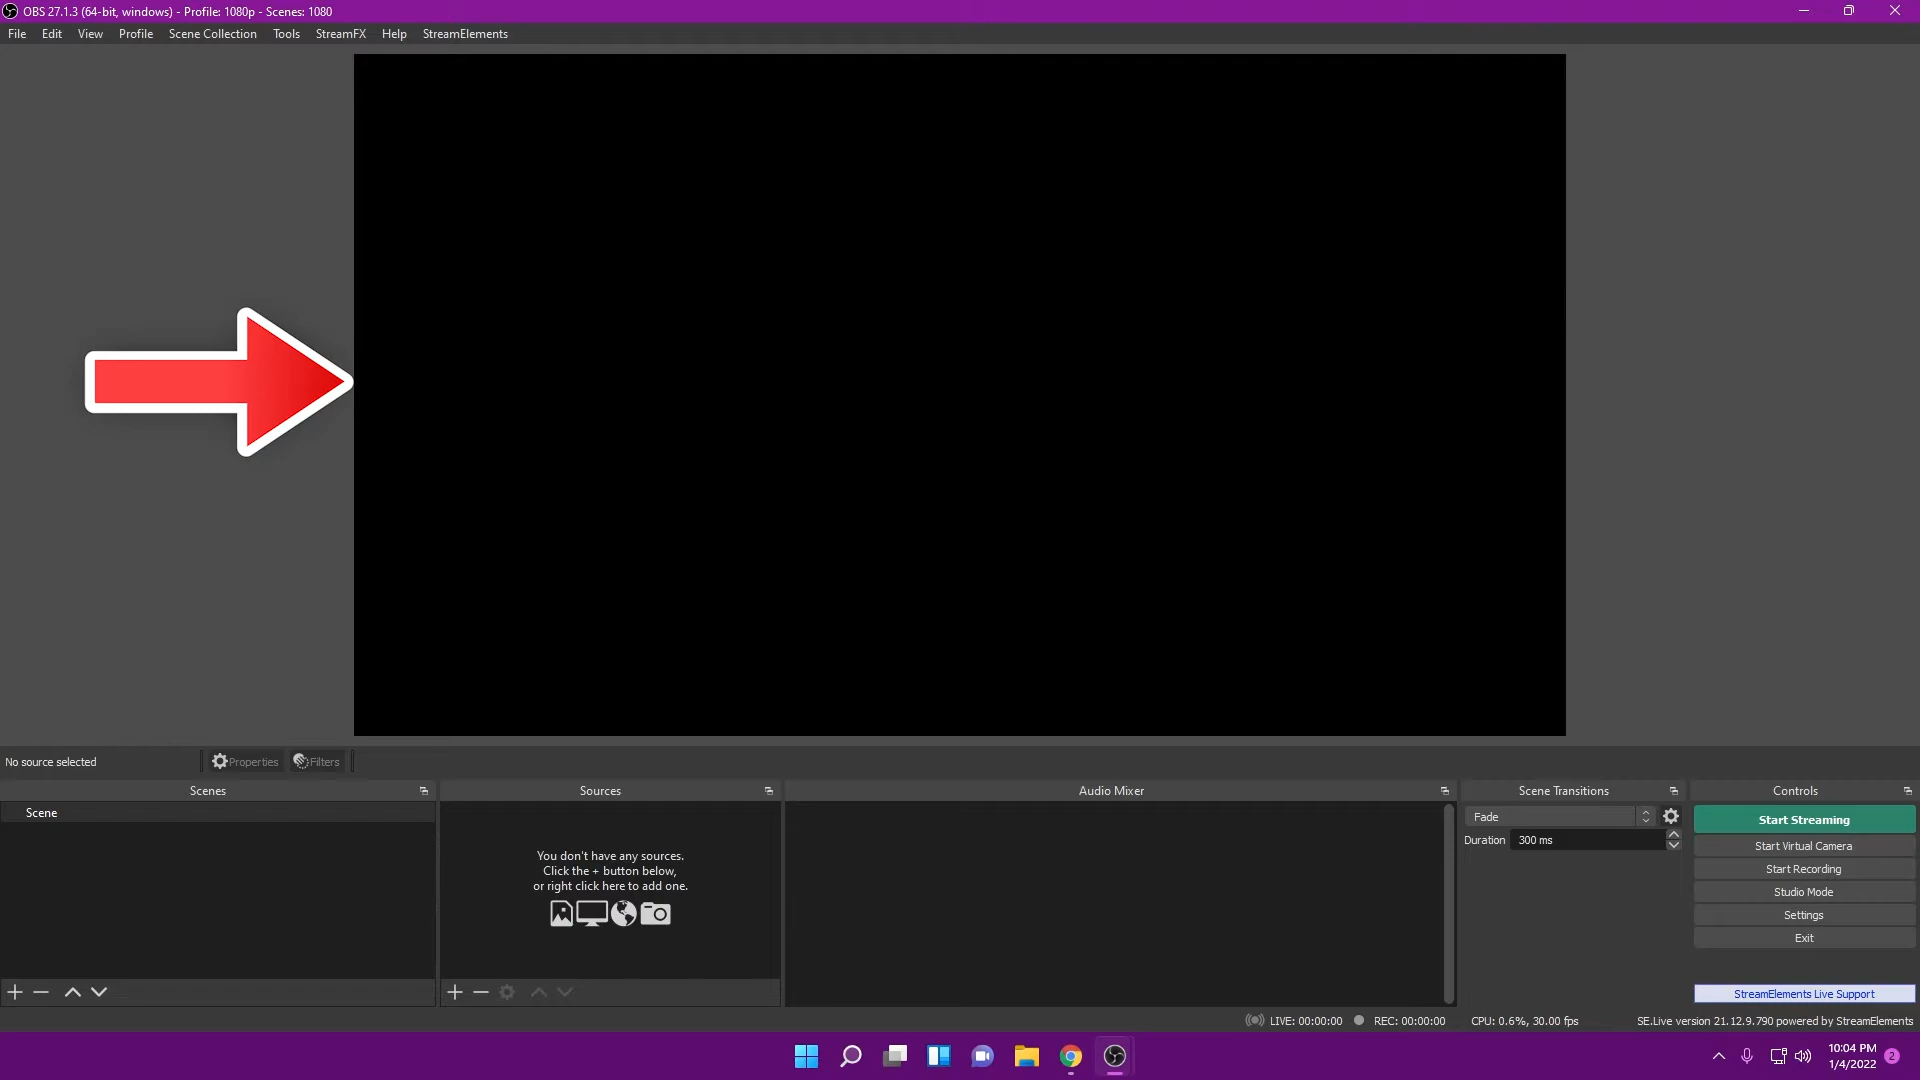 OBS 27.1.3 (64-bit, windows) - Profile: 1080p - Scenes: 1080
File Edit View Profile Scene Collection Tools StreamFX Help StreamElements
No source selected Properties Filters
Scenes Sources Audio Mixer Scene Transitions Controls
Scene
You don't have any sources.
Click the + button below,
or right click here to add one.
Fade
Duration 300 ms
Start Streaming
Start Virtual Camera
Start Recording
Studio Mode
Settings
Exit
StreamElements Live Support
LIVE: 00:00:00 REC: 00:00:00 CPU: 0.6%, 30.00 fps SE.Live version 21.12.9.790 powered by StreamElements
10:04 PM
1/4/2022
2